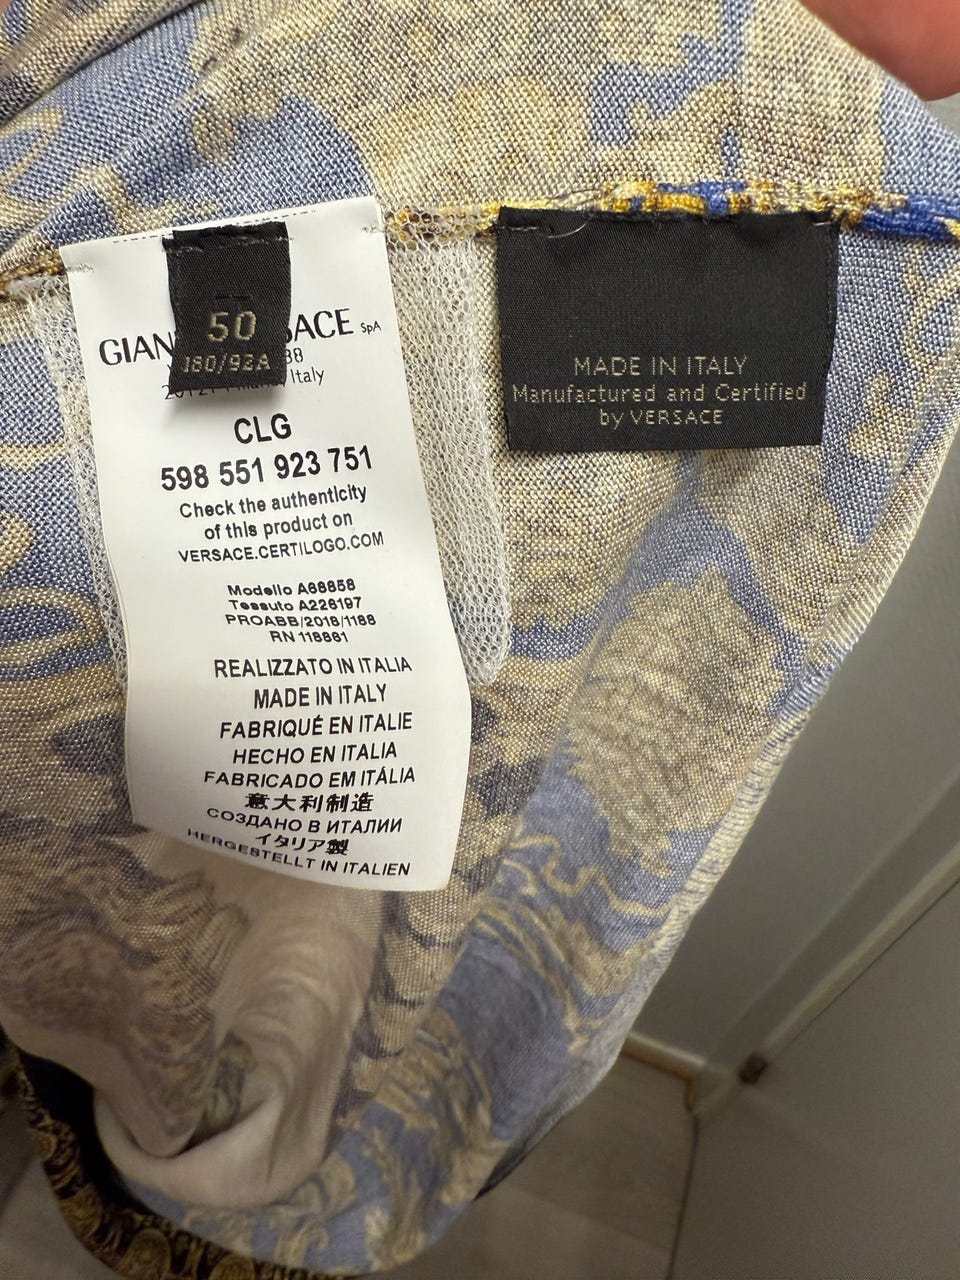 50
180/92A
GIAN
SACE SpA
Italy
CLG
598 551 923 751
Check the authenticity
of this product on
VERSACE.CERTILOGO.COM
Modello A68858
Tessuto A226197
PROABB/2018/1188
RN 118881
REALIZZATO IN ITALIA
MADE IN ITALY
FABRIQUÉ EN ITALIE
HECHO EN ITALIA
FABRICADO EM ITÁLIA
意大利制造
СОЗДАНО В ИТАЛИИ
イタリア製
HERGESTELLT IN ITALIEN
MADE IN ITALY
Manufactured and Certified
by VERSACE